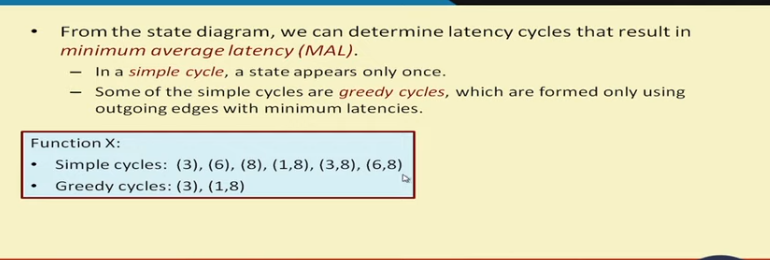 • From the state diagram, we can determine latency cycles that result in
minimum average latency (MAL).
– In a simple cycle, a state appears only once.
– Some of the simple cycles are greedy cycles, which are formed only using
outgoing edges with minimum latencies.
Function X:
• Simple cycles: (3), (6), (8), (1,8), (3,8), (6,8)
• Greedy cycles: (3), (1,8)